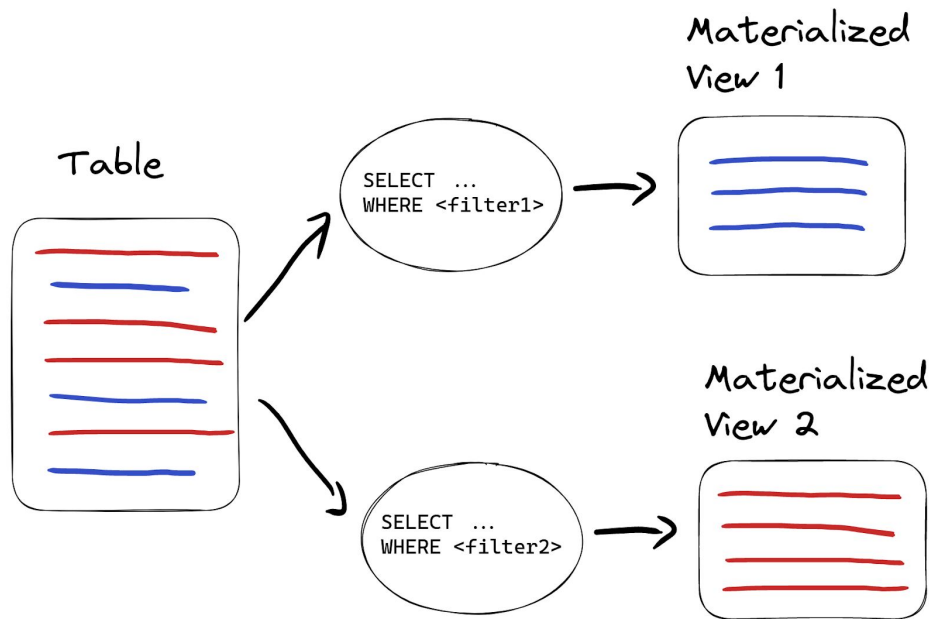 Table
SELECT ...
WHERE <filter1>
Materialized
View 1
SELECT ...
WHERE <filter2>
Materialized
View 2